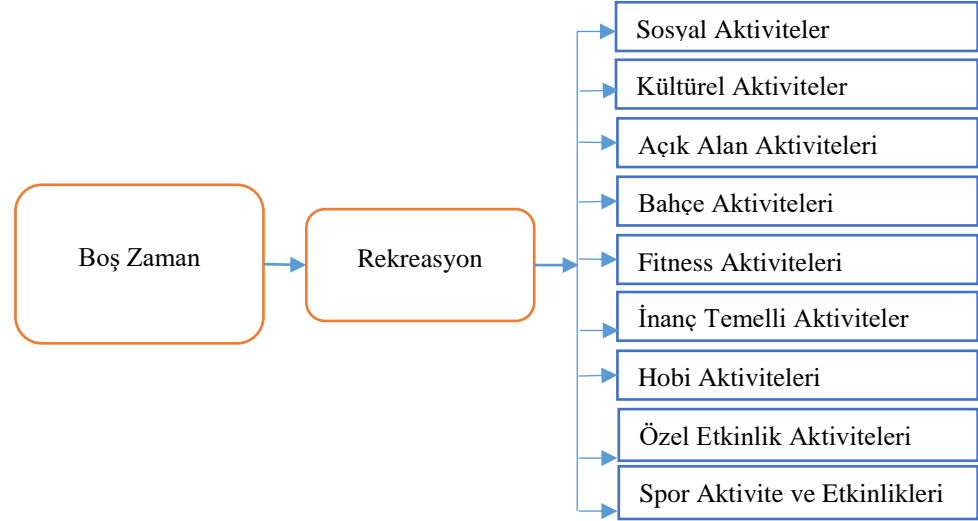 Boş Zaman
Rekreasyon
Sosyal Aktiviteler
Kültürel Aktiviteler
Açık Alan Aktiviteleri
Bahçe Aktiviteleri
Fitness Aktiviteleri
İnanç Temelli Aktiviteler
Hobi Aktiviteleri
Özel Etkinlik Aktiviteleri
Spor Aktivite ve Etkinlikleri